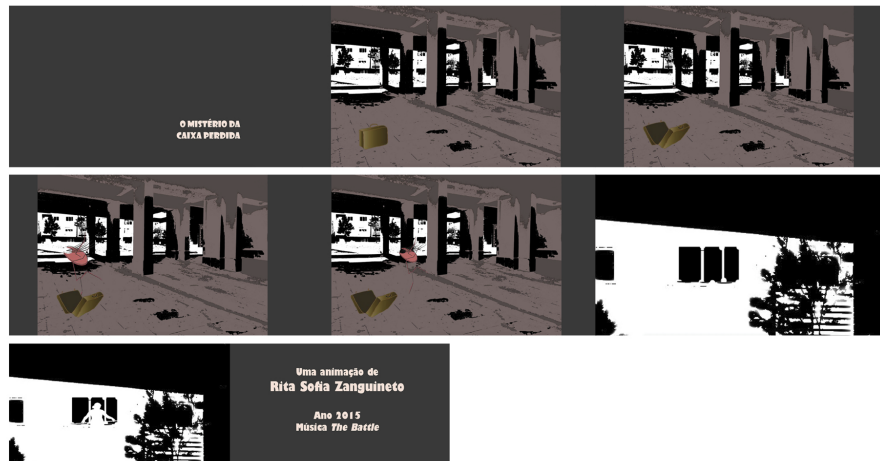 O MISTÉRIO DA
CAIXA PERDIDA
Uma animação de
Rita Sofia Zanguineto
Ano 2015
Música The Battle